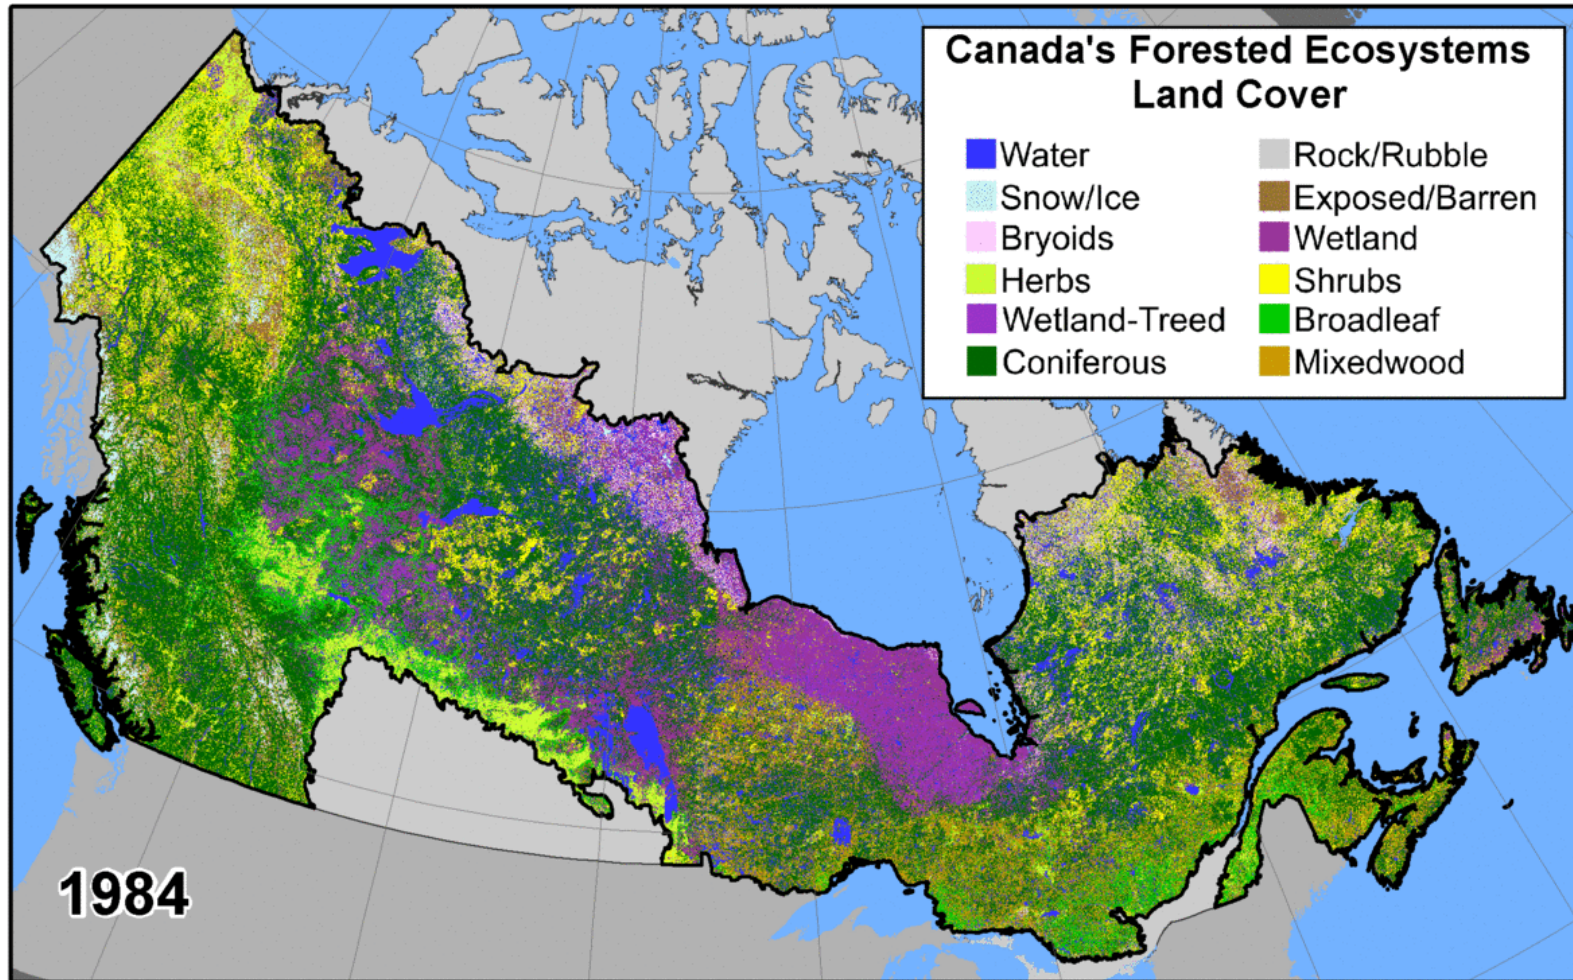 Canada's Forested Ecosystems
Land Cover
Water
Rock/Rubble
Snow/Ice
Exposed/Barren
Bryoids
Wetland
Herbs
Shrubs
Wetland-Treed
Broadleaf
Coniferous
Mixedwood
1984